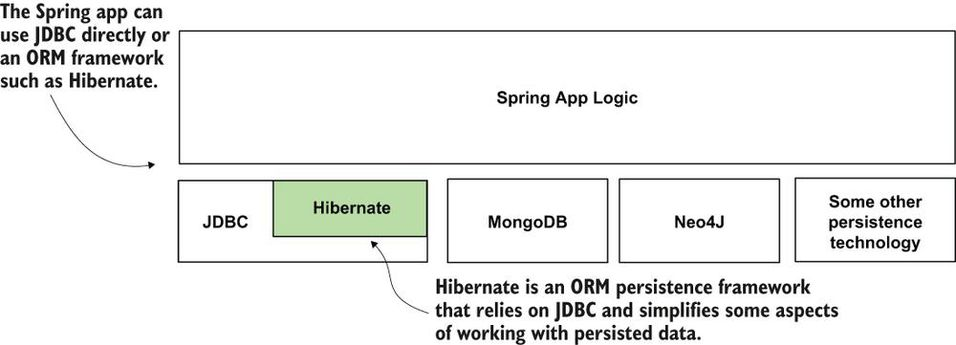 The Spring app can
use JDBC directly or
an ORM framework
such as Hibernate.
Spring App Logic
JDBC
Hibernate
MongoDB
Neo4J
Some other
persistence
technology
Hibernate is an ORM persistence framework
that relies on JDBC and simplifies some aspects
of working with persisted data.